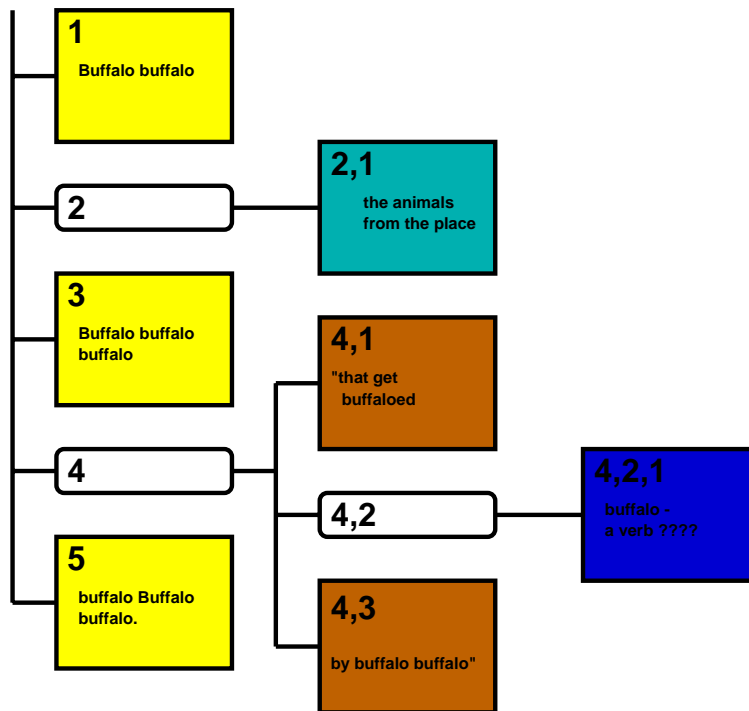 1
Buffalo buffalo
2
2,1
the animals
from the place
3
Buffalo buffalo
buffalo
4
4,1
"that get
buffaloed
4,2
4,2,1
buffalo -
a verb ????
4,3
by buffalo buffalo"
5
buffalo Buffalo
buffalo.